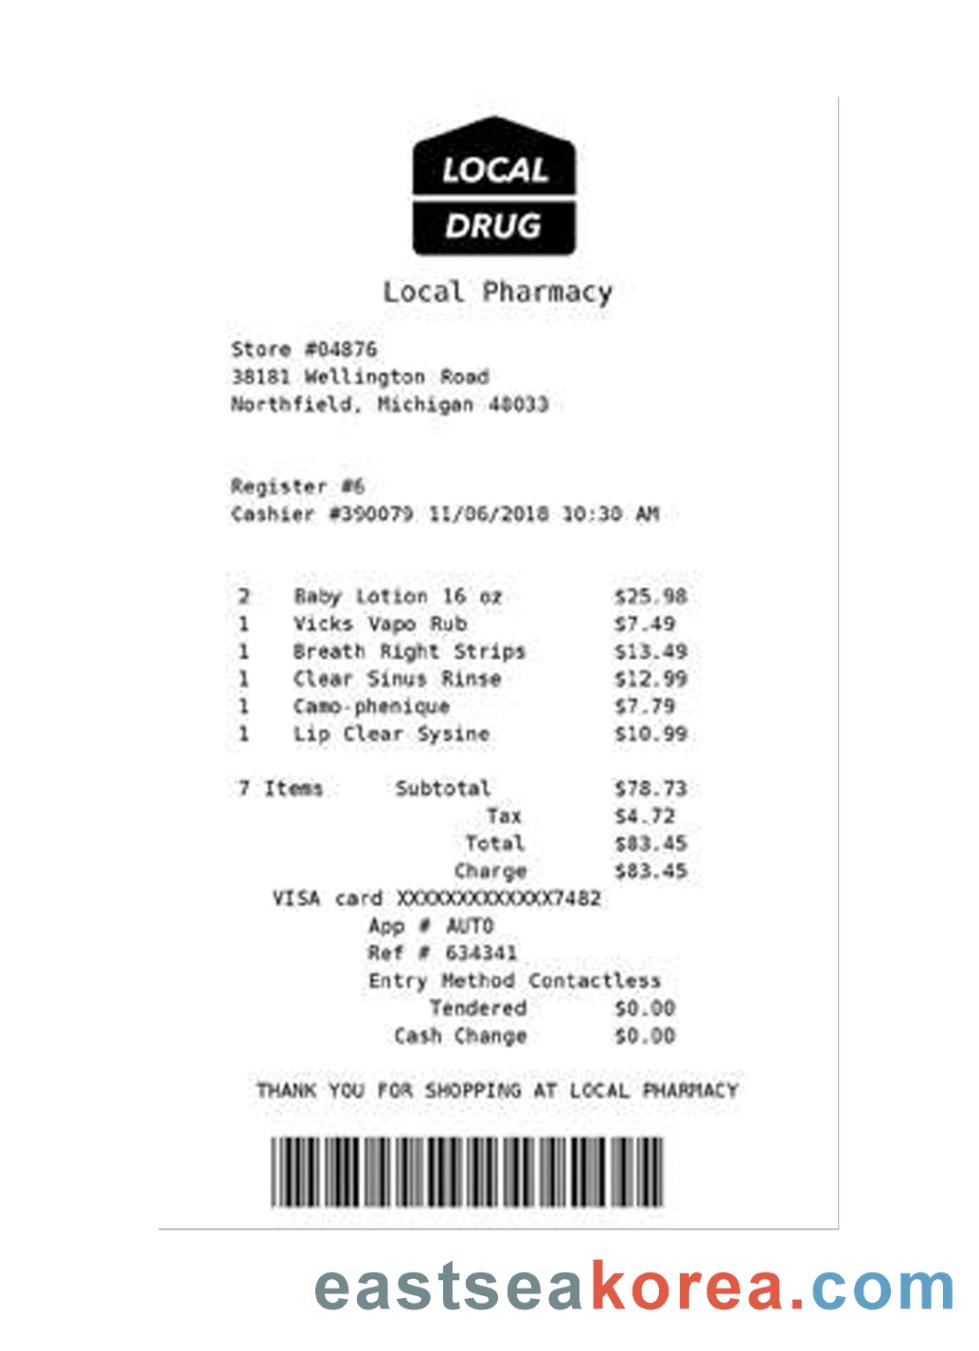 LOCAL
DRUG
Local Pharmacy
Store #04876
38181 Wellington Road
Northfield, Michigan 48033
Register #6
Cashier #390079 11/06/2018 10:30 AM
2 Baby Lotion 16 oz $25.98
1 Vicks Vapo Rub $7.49
1 Breath Right Strips $13.49
1 Clear Sinus Rinse $12.99
1 Camo-phenique $7.79
1 Lip Clear Sysine $10.99
7 Items Subtotal $78.73
Tax $4.72
Total $83.45
Charge $83.45
VISA card XXXXXXXXXXXXX7482
App # AUTO
Ref # 634341
Entry Method Contactless
Tendered $0.00
Cash Change $0.00
THANK YOU FOR SHOPPING AT LOCAL PHARMACY
eastseakorea.com